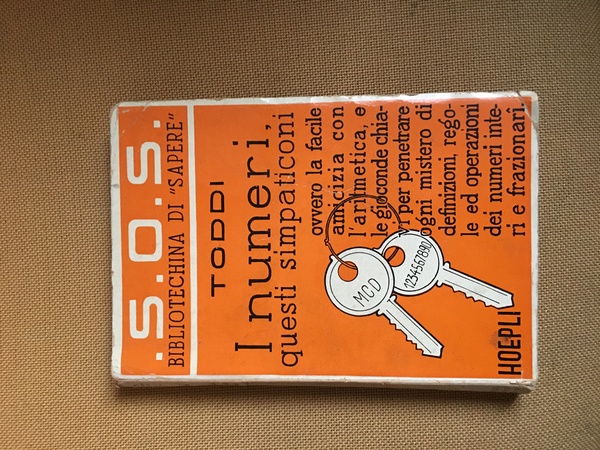 .S.O.S.
BIBLIOTECHINA DI "SAPERE"
TODDI
I numeri,
questi simpaticoni
ovvero la facile
amicizia con
l'aritmetica, e
le gioconde chia-
vi per penetrare
ogni mistero di
definizioni, rego-
le ed operazioni
dei numeri inte-
ri e frazionari.
MCD
1234567890
HOEPLI